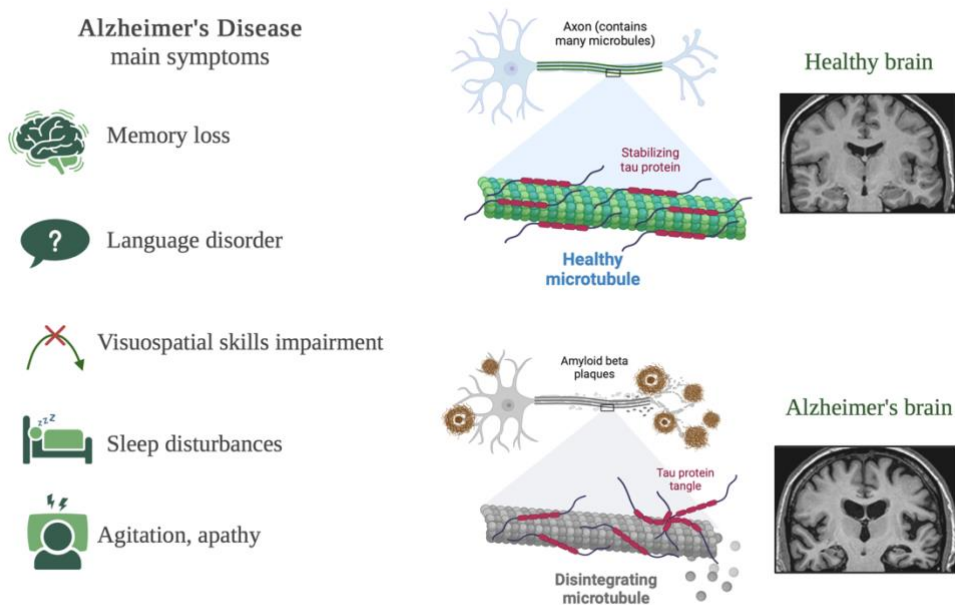 Alzheimer's Disease
main symptoms
Memory loss
?
Language disorder
Visuospatial skills impairment
zzz
Sleep disturbances
Agitation, apathy
Axon (contains
many microbules)
Stabilizing
tau protein
Healthy
microtubule
Healthy brain
Amyloid beta
plaques
Tau protein
tangle
Disintegrating
microtubule
Alzheimer's brain